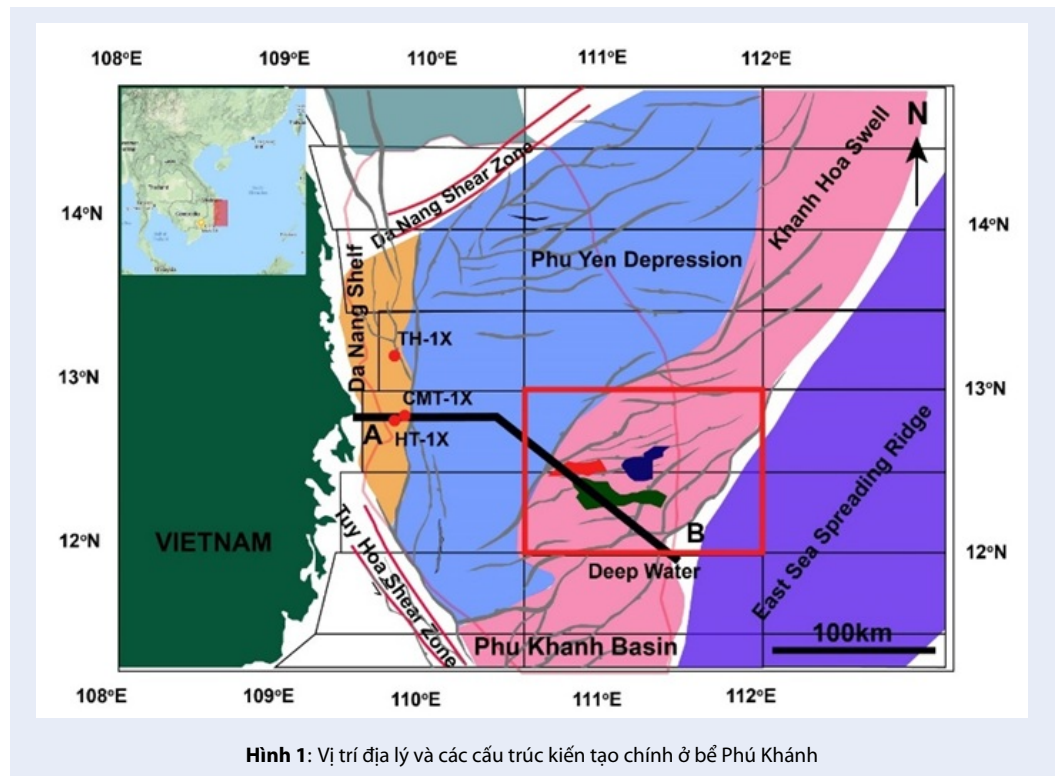 108°E 109°E 110°E 111°E 112°E
N
Khanh Hoa Swell
Da Nang Shear Zone
14°N 14°N
Phu Yen Depression
Da Nang Shelf
TH-1X
13°N 13°N
CMT-1X
A HT-1X
East Sea Spreading Ridge
B
12°N VIETNAM 12°N
Tuy Hoa Shear Zone
Deep Water
100km
Phu Khanh Basin
108°E 109°E 110°E 111°E 112°E
Hình 1: Vị trí địa lý và các cấu trúc kiến tạo chính ở bể Phú Khánh